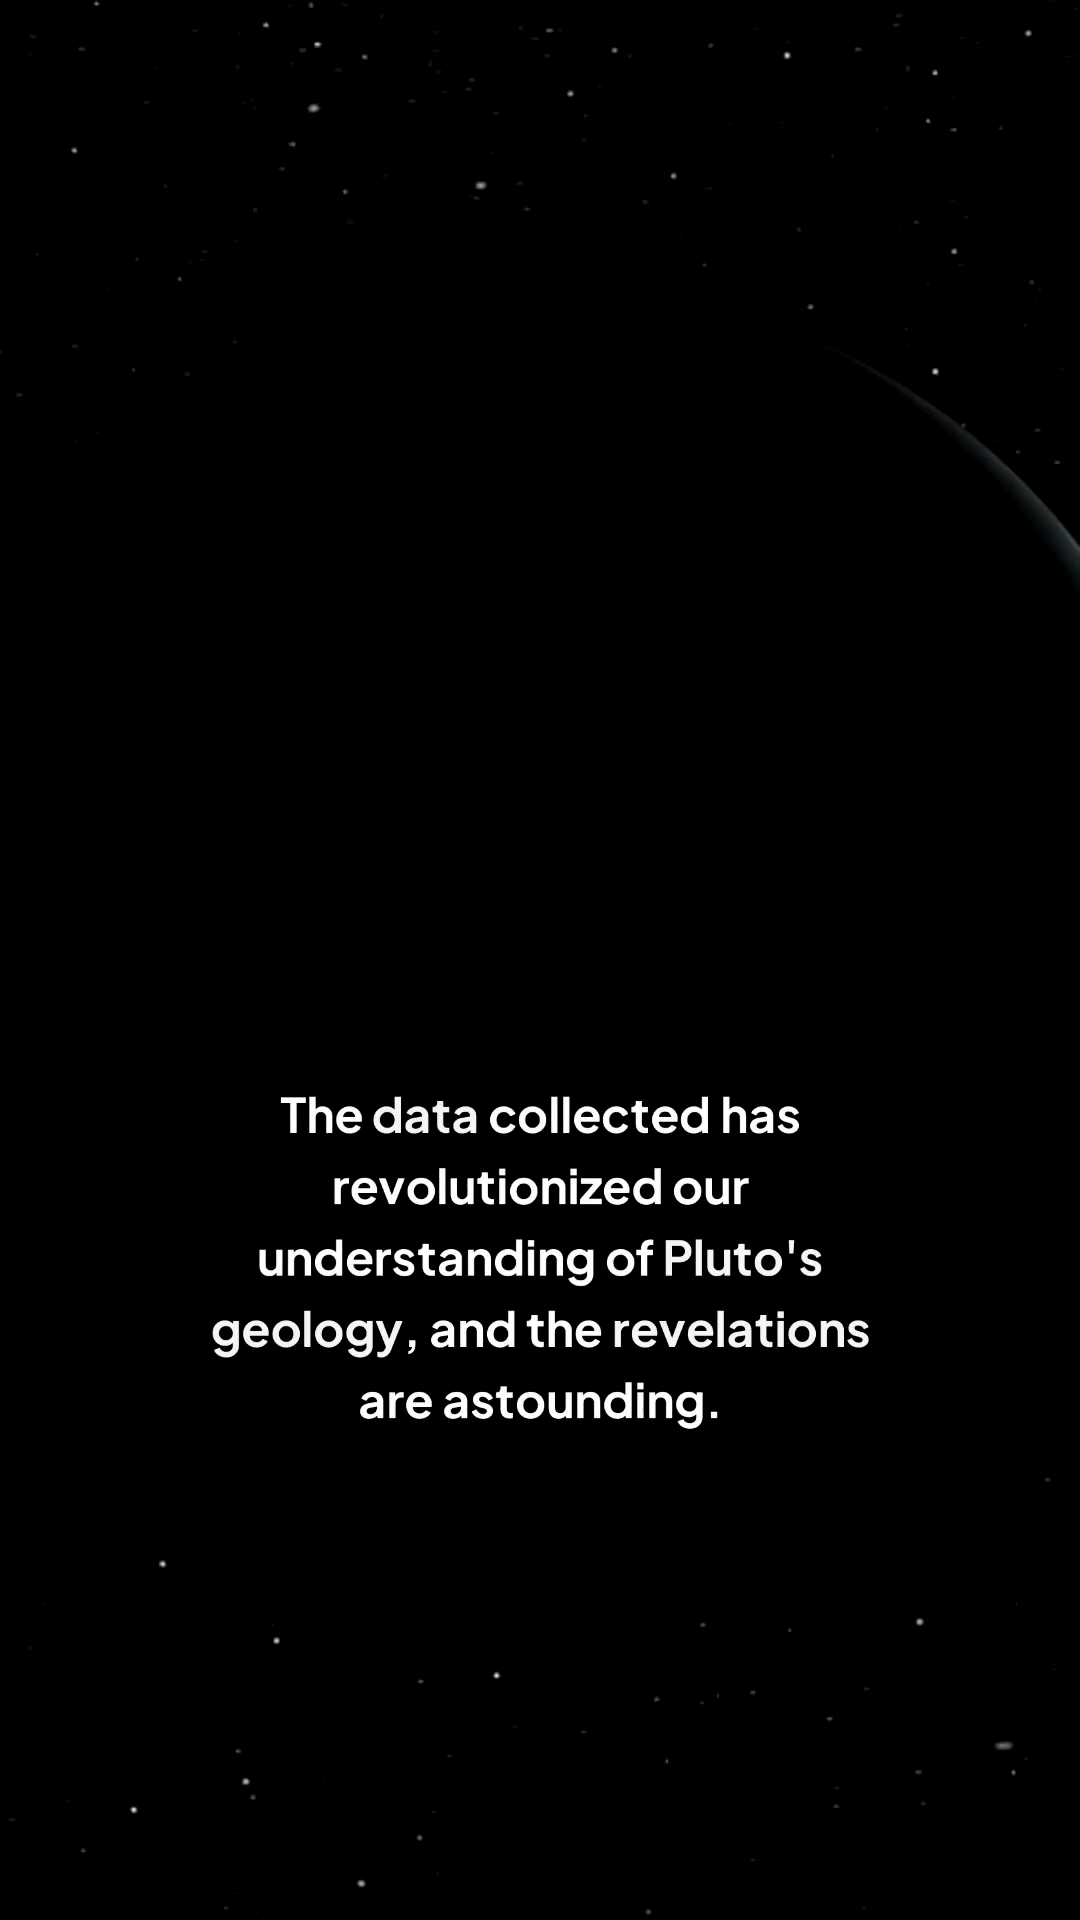 The data collected has
revolutionized our
understanding of Pluto's
geology, and the revelations
are astounding.